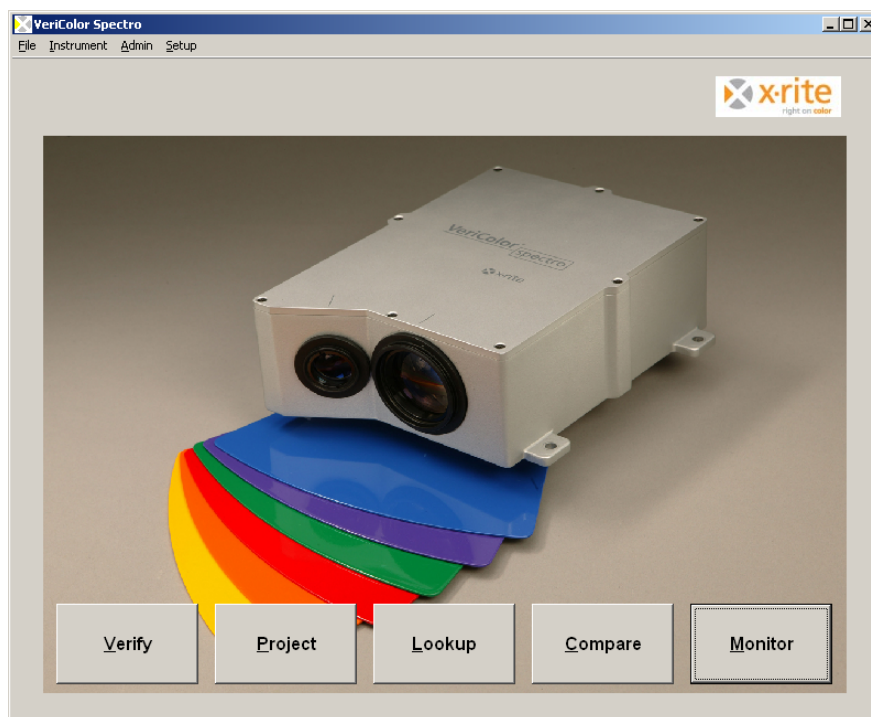 VeriColor Spectro
File Instrument Admin Setup
x·rite
right on color
VeriColor spectro
x·rite
Verify Project Lookup Compare Monitor